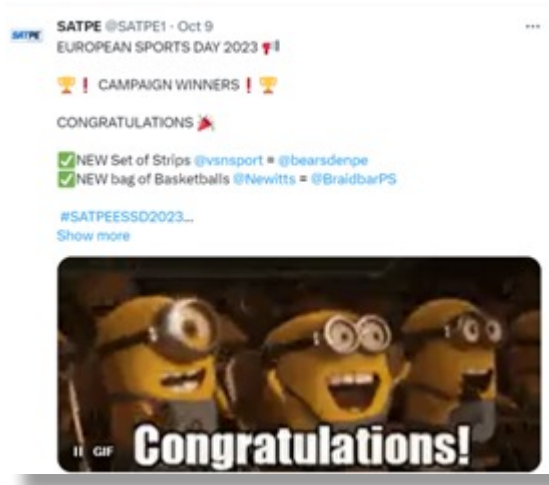 SATPE
SATPE @SATPE1 · Oct 9
EUROPEAN SPORTS DAY 2023 📢
🏆❗ CAMPAIGN WINNERS❗🏆
CONGRATULATIONS 🎉
✅NEW Set of Strips @vsnsport = @bearsdenpe
✅NEW bag of Basketballs @Newitts = @BraidbarPS
#SATPEESSD2023...
Show more
GIF
Congratulations!